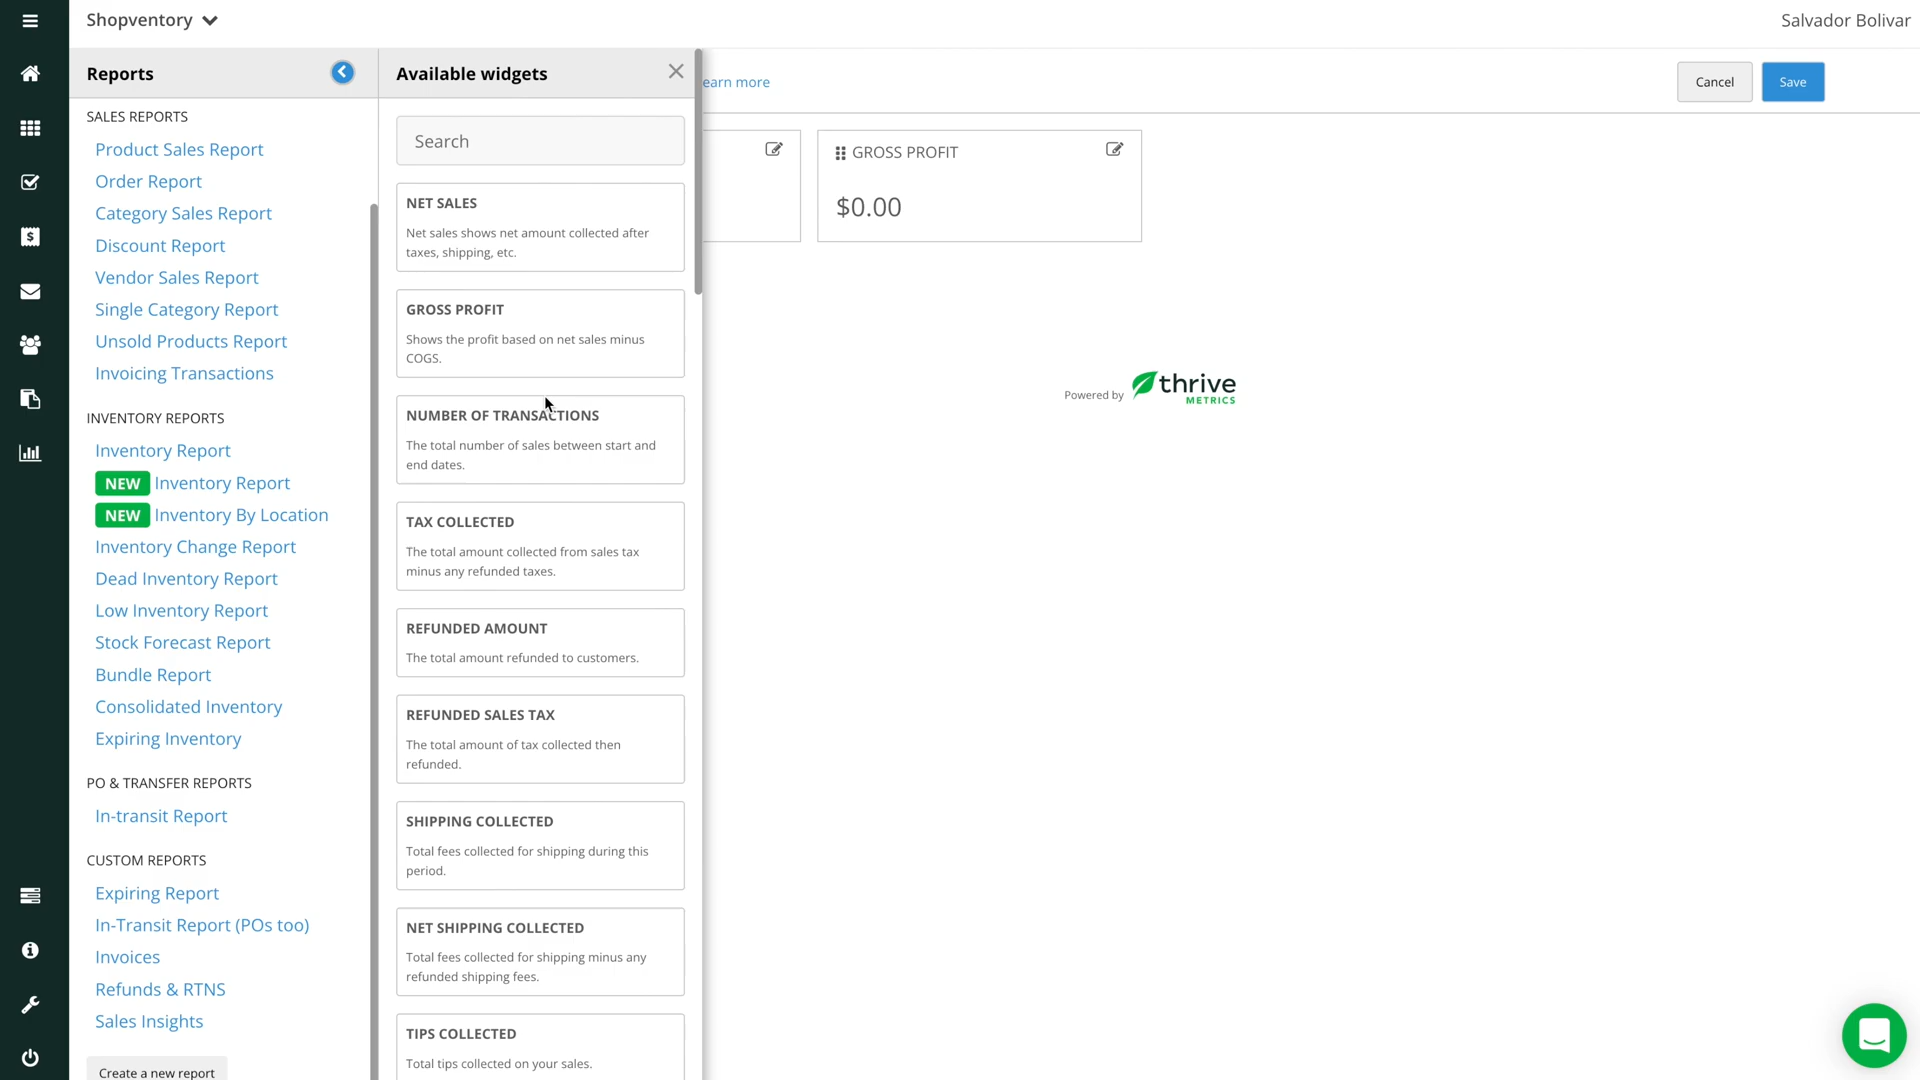 Shopventory
Salvador Bolivar
Reports
SALES REPORTS
Product Sales Report
Order Report
Category Sales Report
Discount Report
Vendor Sales Report
Single Category Report
Unsold Products Report
Invoicing Transactions
INVENTORY REPORTS
Inventory Report
NEW Inventory Report
NEW Inventory By Location
Inventory Change Report
Dead Inventory Report
Low Inventory Report
Stock Forecast Report
Bundle Report
Consolidated Inventory
Expiring Inventory
PO & TRANSFER REPORTS
In-transit Report
CUSTOM REPORTS
Expiring Report
In-Transit Report (POs too)
Invoices
Refunds & RTNS
Sales Insights
Create a new report
Available widgets
Search
NET SALES
Net sales shows net amount collected after
taxes, shipping, etc.
GROSS PROFIT
Shows the profit based on net sales minus
COGS.
NUMBER OF TRANSACTIONS
The total number of sales between start and
end dates.
TAX COLLECTED
The total amount collected from sales tax
minus any refunded taxes.
REFUNDED AMOUNT
The total amount refunded to customers.
REFUNDED SALES TAX
The total amount of tax collected then
refunded.
SHIPPING COLLECTED
Total fees collected for shipping during this
period.
NET SHIPPING COLLECTED
Total fees collected for shipping minus any
refunded shipping fees.
TIPS COLLECTED
Total tips collected on your sales.
earn more
Cancel
Save
GROSS PROFIT
$0.00
Powered by thrive
METRICS